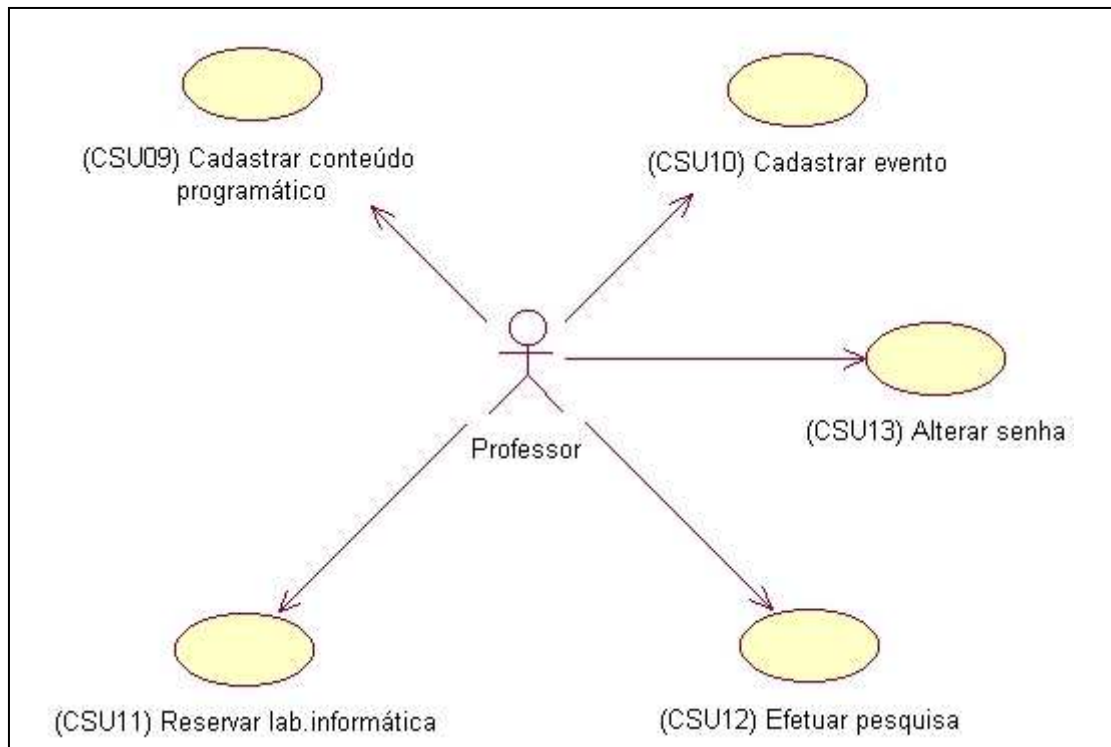 (CSU09) Cadastrar conteúdo
programático
(CSU10) Cadastrar evento
(CSU13) Alterar senha
Professor
(CSU11) Reservar lab.informática
(CSU12) Efetuar pesquisa